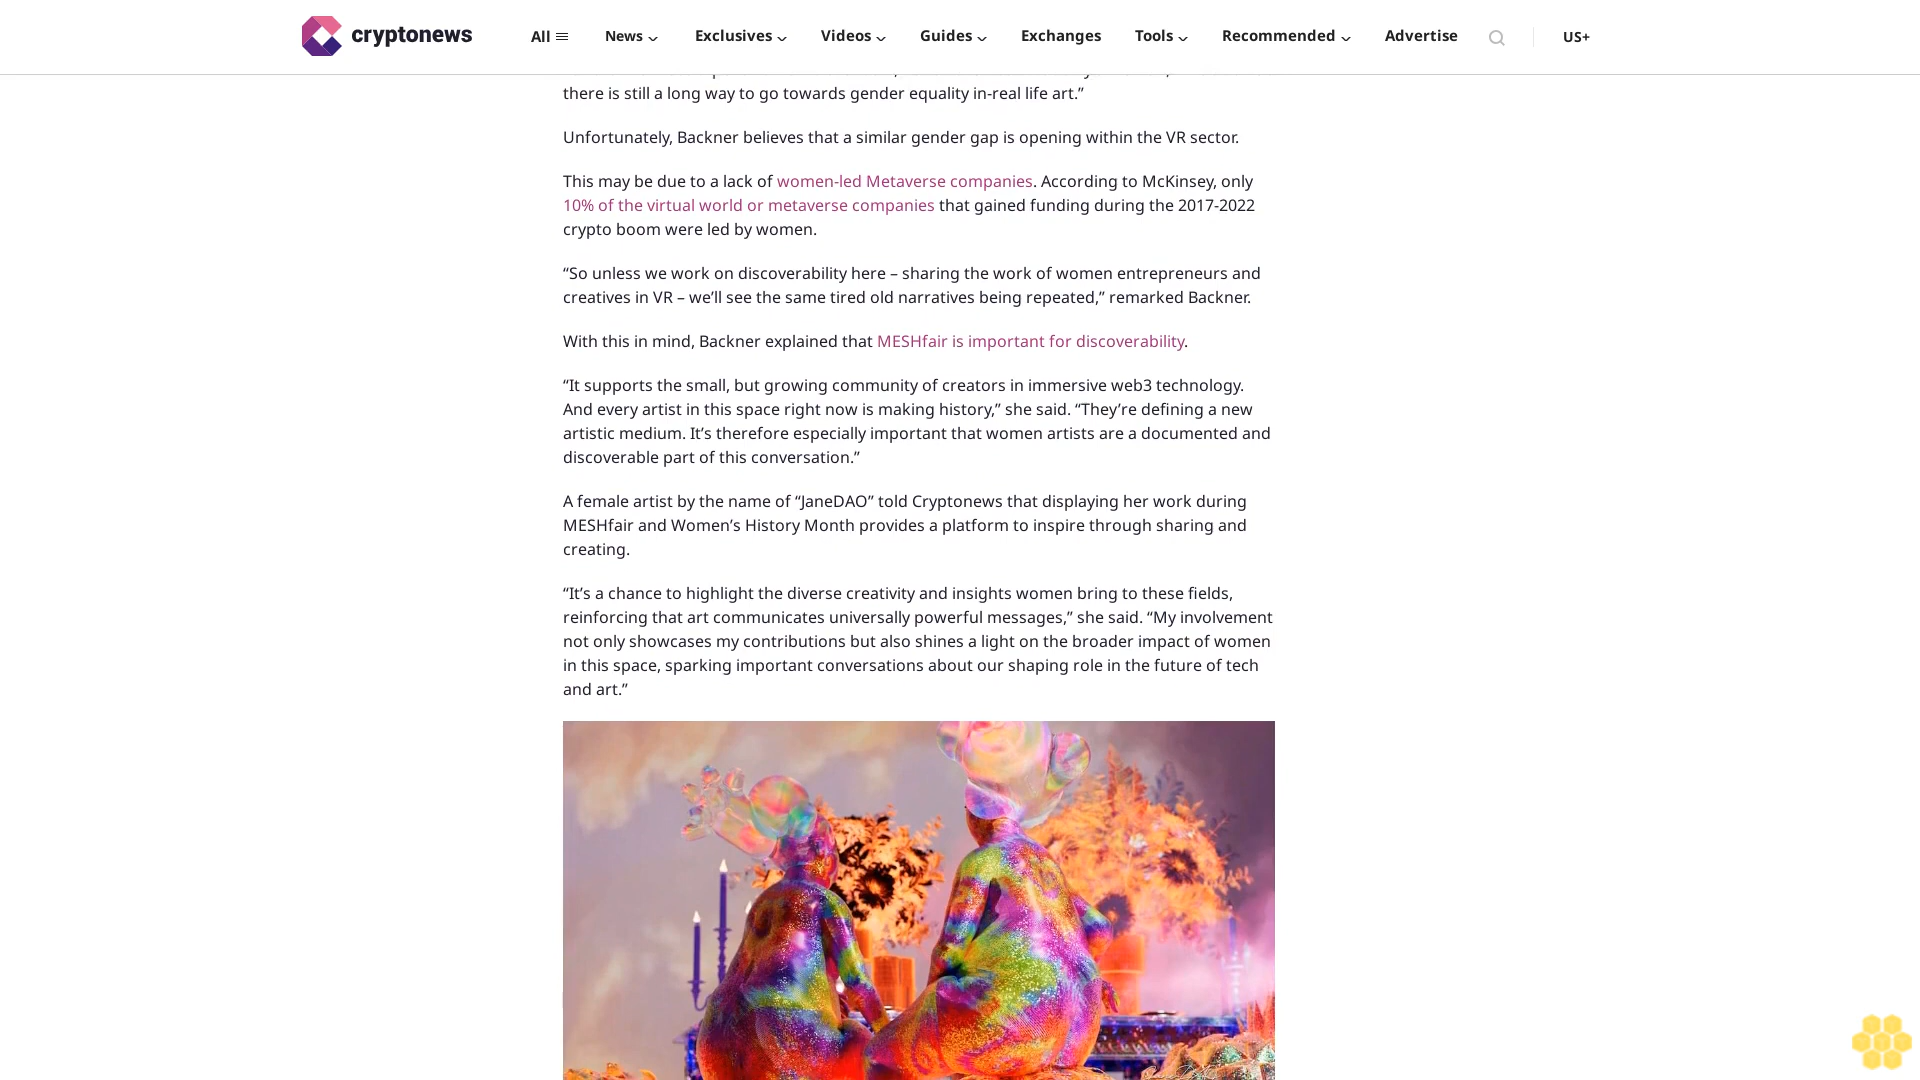 cryptonews
All
News
Exclusives
Videos
Guides
Exchanges
Tools
Recommended
Advertise
US+
there is still a long way to go towards gender equality in-real life art.”
Unfortunately, Backner believes that a similar gender gap is opening within the VR sector.
This may be due to a lack of women-led Metaverse companies. According to McKinsey, only
10% of the virtual world or metaverse companies that gained funding during the 2017-2022
crypto boom were led by women.
“So unless we work on discoverability here – sharing the work of women entrepreneurs and
creatives in VR – we’ll see the same tired old narratives being repeated,” remarked Backner.
With this in mind, Backner explained that MESHfair is important for discoverability.
“It supports the small, but growing community of creators in immersive web3 technology.
And every artist in this space right now is making history,” she said. “They’re defining a new
artistic medium. It’s therefore especially important that women artists are a documented and
discoverable part of this conversation.”
A female artist by the name of “JaneDAO” told Cryptonews that displaying her work during
MESHfair and Women’s History Month provides a platform to inspire through sharing and
creating.
“It’s a chance to highlight the diverse creativity and insights women bring to these fields,
reinforcing that art communicates universally powerful messages,” she said. “My involvement
not only showcases my contributions but also shines a light on the broader impact of women
in this space, sparking important conversations about our shaping role in the future of tech
and art.”